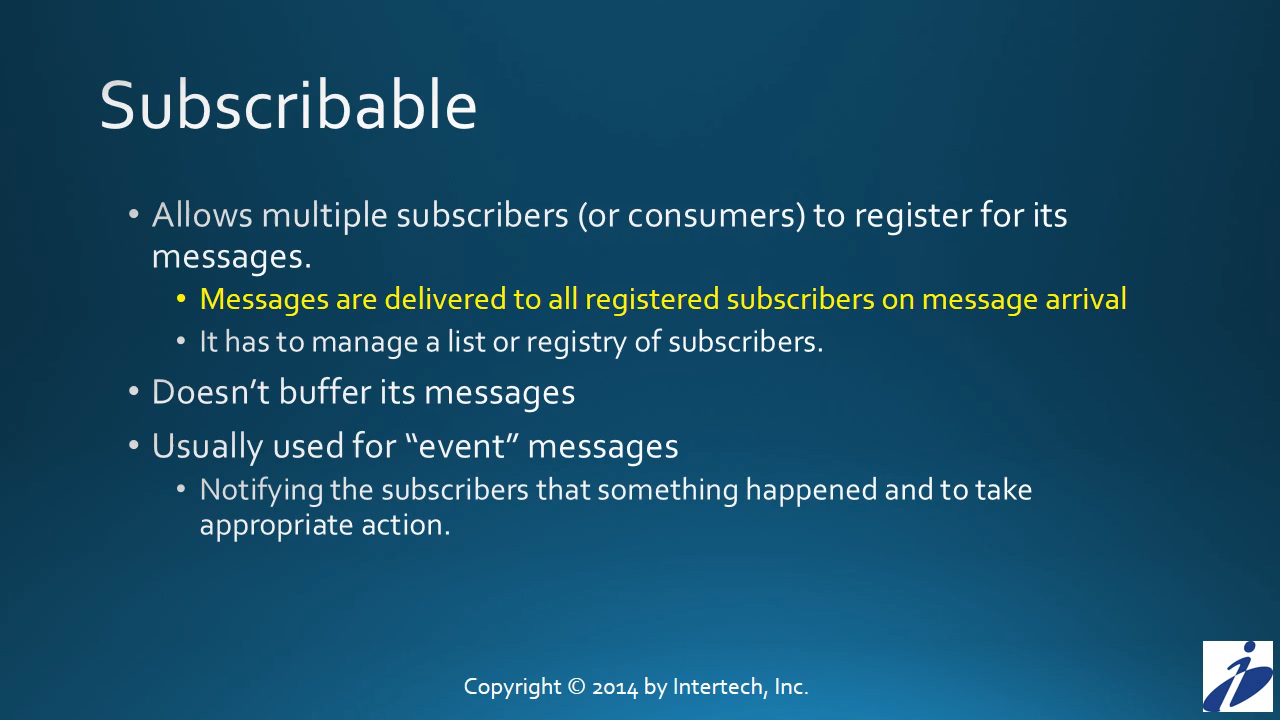 Subscribable
• Allows multiple subscribers (or consumers) to register for its
messages.
• Messages are delivered to all registered subscribers on message arrival
• It has to manage a list or registry of subscribers.
• Doesn’t buffer its messages
• Usually used for “event” messages
• Notifying the subscribers that something happened and to take
appropriate action.
Copyright © 2014 by Intertech, Inc.